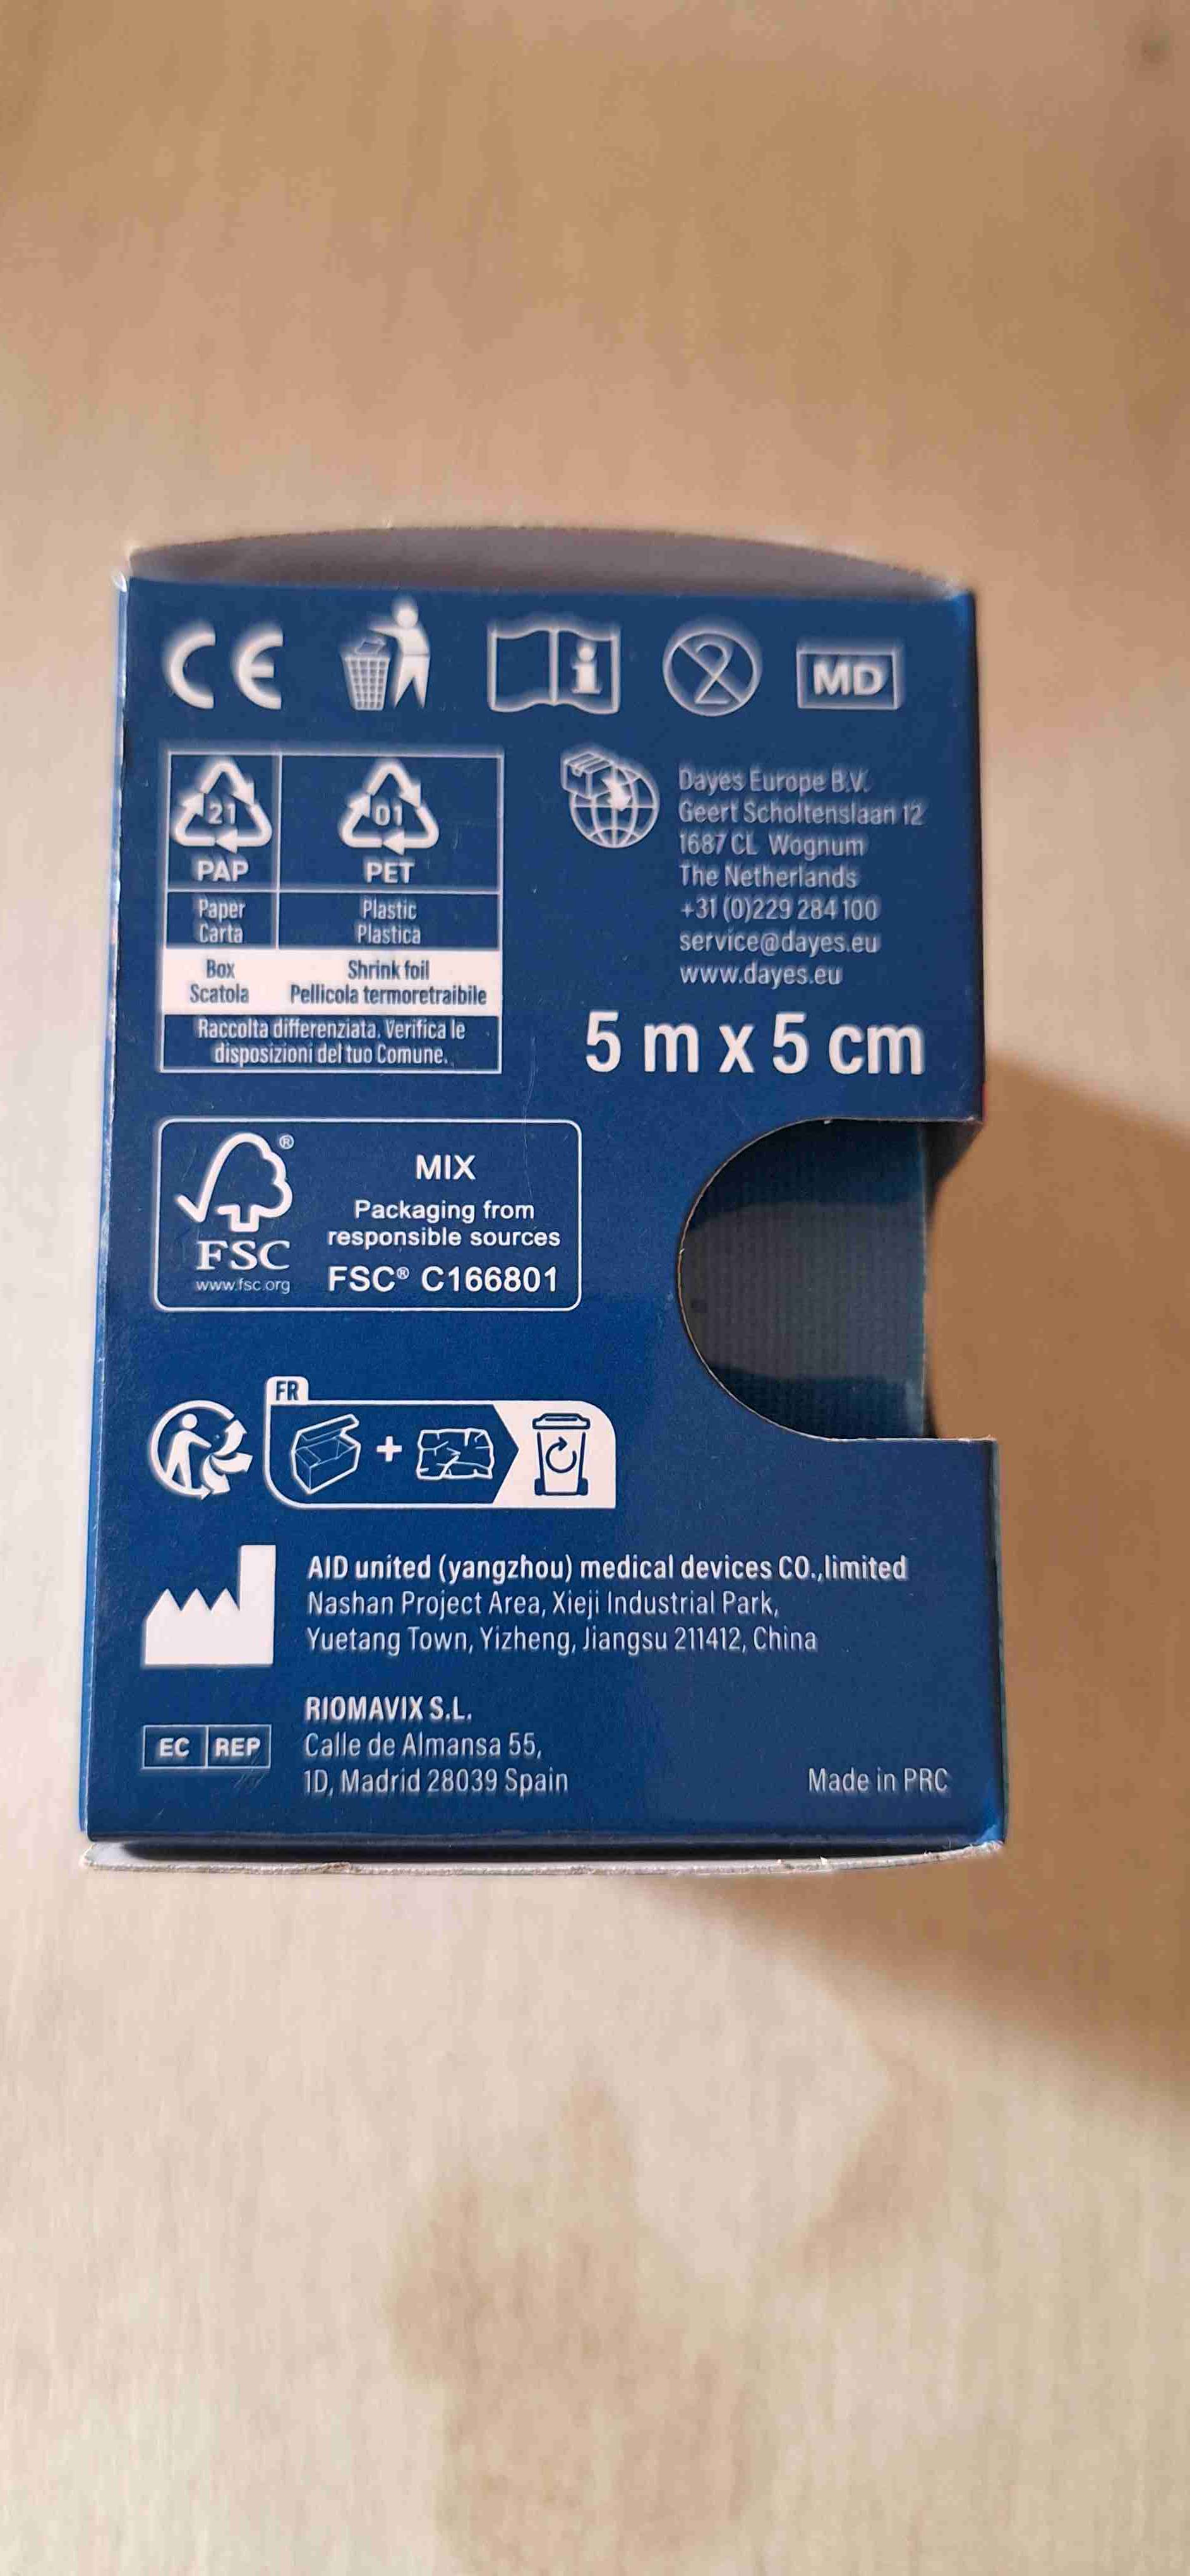 CE
MD
21
PAP
01
PET
Paper
Carta
Plastic
Plastica
Box
Scatola
Shrink foil
Pellicola termoretraibile
Raccolta differenziata. Verifica le
disposizioni del tuo Comune.
Dayes Europe B.V.
Geert Scholtenslaan 12
1687 CL Wognum
The Netherlands
+31 (0)229 284 100
service@dayes.eu
www.dayes.eu
5 m x 5 cm
®
FSC
www.fsc.org
MIX
Packaging from
responsible sources
FSC® C166801
FR
+
AID united (yangzhou) medical devices CO.,limited
Nashan Project Area, Xieji Industrial Park,
Yuetang Town, Yizheng, Jiangsu 211412, China
EC REP
RIOMAVIX S.L.
Calle de Almansa 55,
1D, Madrid 28039 Spain
Made in PRC
2